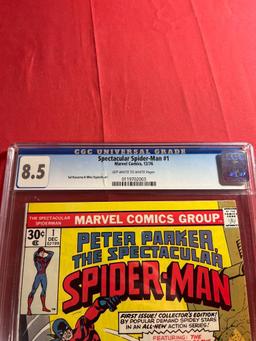 CGC UNIVERSAL GRADE
8.5
Spectacular Spider-Man #1
Marvel Comics, 12/76
OFF-WHITE TO WHITE Pages
0119702003
THE SPECTACULAR
SPIDERMAN
MARVEL COMICS GROUP
30¢
1
DEC
02199
PETER PARKER,
THE SPECTACULAR
SPIDER-MAN
FIRST ISSUE! COLLECTOR'S EDITION!
BY POPULAR DEMAND! SPIDEY STARS
IN AN ALL-NEW ACTION SERIES!
FEATURING: THE